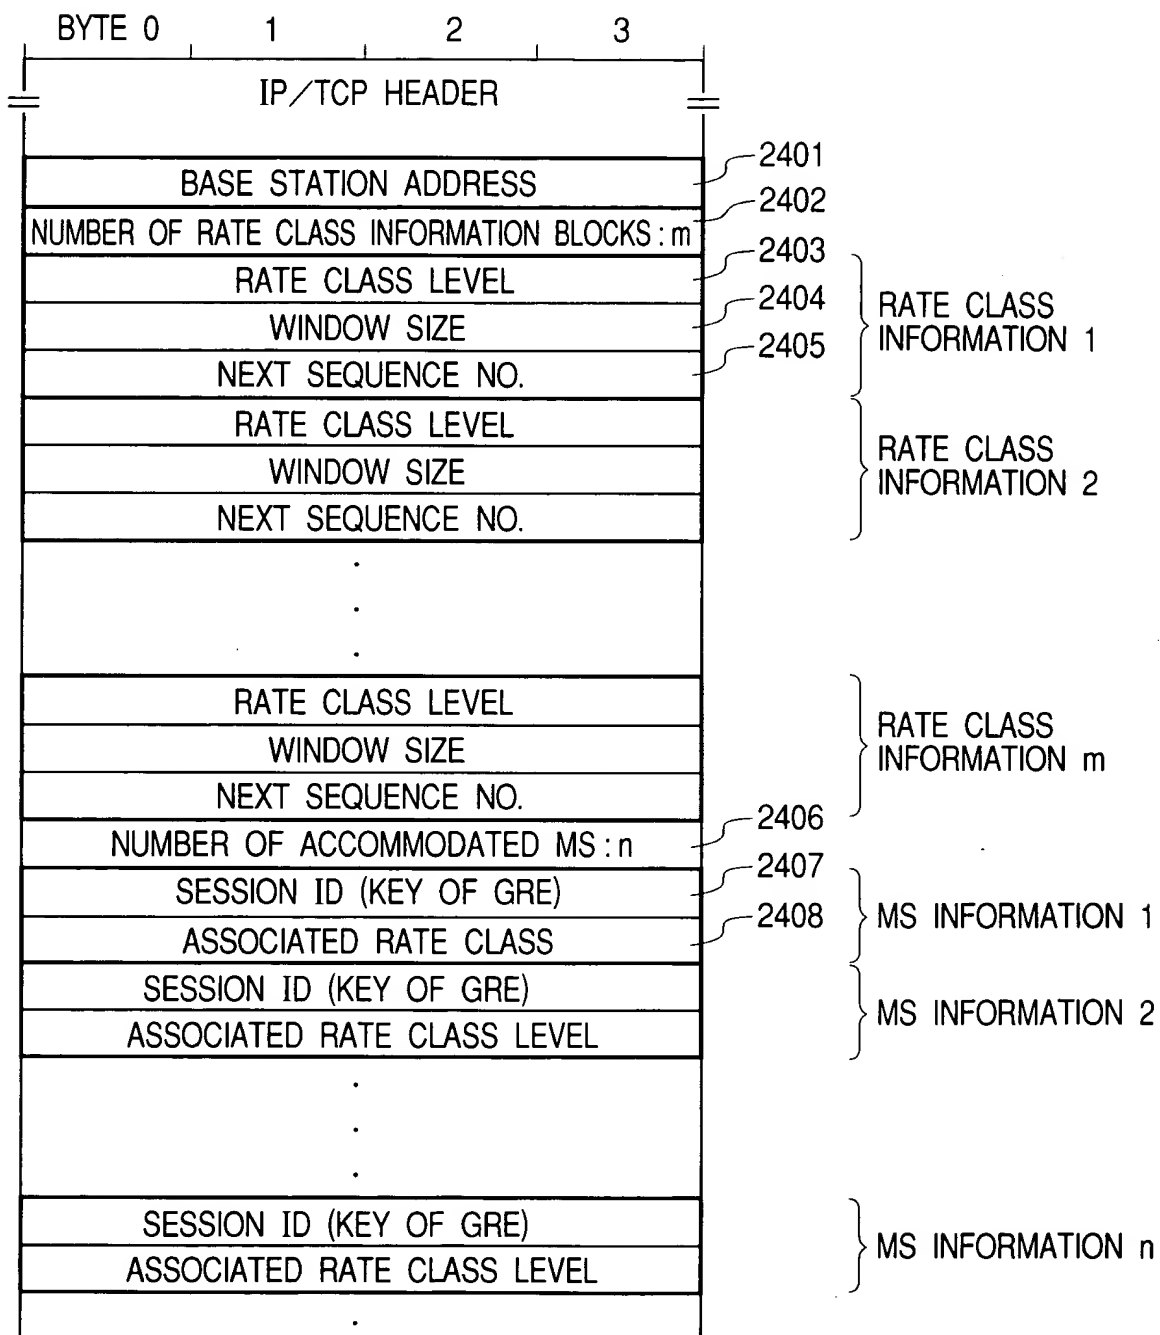 BYTE 0 1 2 3
IP/TCP HEADER
BASE STATION ADDRESS 2401
NUMBER OF RATE CLASS INFORMATION BLOCKS : m 2402
RATE CLASS LEVEL 2403
WINDOW SIZE 2404
NEXT SEQUENCE NO. 2405
RATE CLASS
INFORMATION 1
RATE CLASS LEVEL
WINDOW SIZE
NEXT SEQUENCE NO.
RATE CLASS
INFORMATION 2
RATE CLASS LEVEL
WINDOW SIZE
NEXT SEQUENCE NO.
RATE CLASS
INFORMATION m
NUMBER OF ACCOMMODATED MS : n 2406
SESSION ID (KEY OF GRE) 2407
ASSOCIATED RATE CLASS 2408
MS INFORMATION 1
SESSION ID (KEY OF GRE)
ASSOCIATED RATE CLASS LEVEL
MS INFORMATION 2
SESSION ID (KEY OF GRE)
ASSOCIATED RATE CLASS LEVEL
MS INFORMATION n